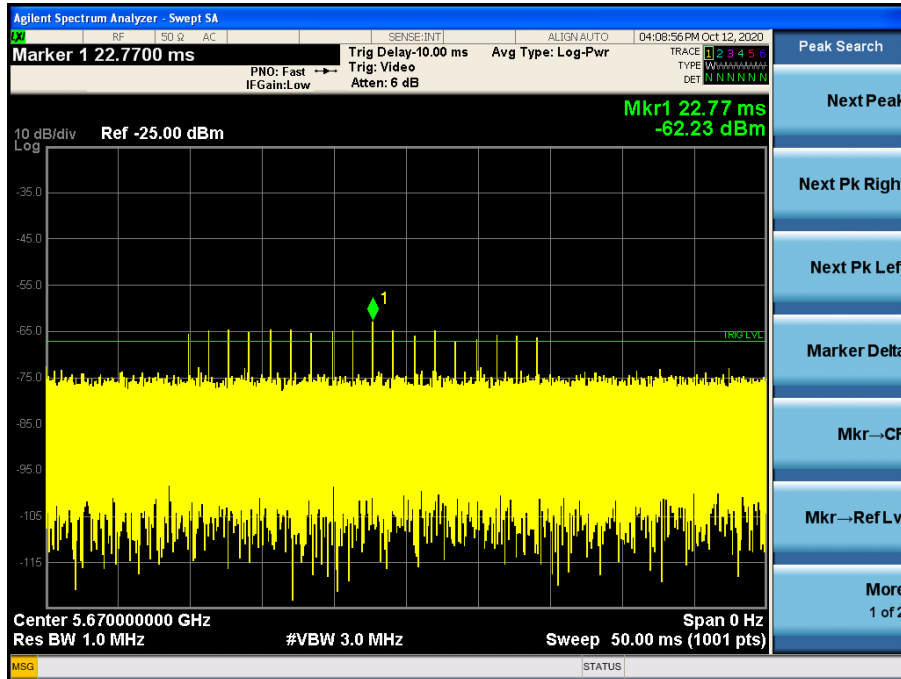 Agilent Spectrum Analyzer - Swept SA
LXI RF 50 Ω AC SENSE:INT ALIGN AUTO 04:08:56 PM Oct 12, 2020
Marker 1 22.7700 ms
PNO: Fast
IFGain:Low
Trig Delay-10.00 ms
Trig: Video
Atten: 6 dB
Avg Type: Log-Pwr
TRACE 1 2 3 4 5 6
TYPE
DET N N N N N N
Peak Search
Mkr1 22.77 ms
-62.23 dBm
10 dB/div Ref -25.00 dBm
Log
-35.0
-45.0
-55.0
-65.0
-75.0
-85.0
-95.0
-105
-115
1
TRIG LVL
Next Peak
Next Pk Righ
Next Pk Lef
Marker Delta
Mkr→CF
Mkr→Ref Lv
More
1 of 2
Center 5.670000000 GHz Span 0 Hz
Res BW 1.0 MHz #VBW 3.0 MHz Sweep 50.00 ms (1001 pts)
MSG STATUS